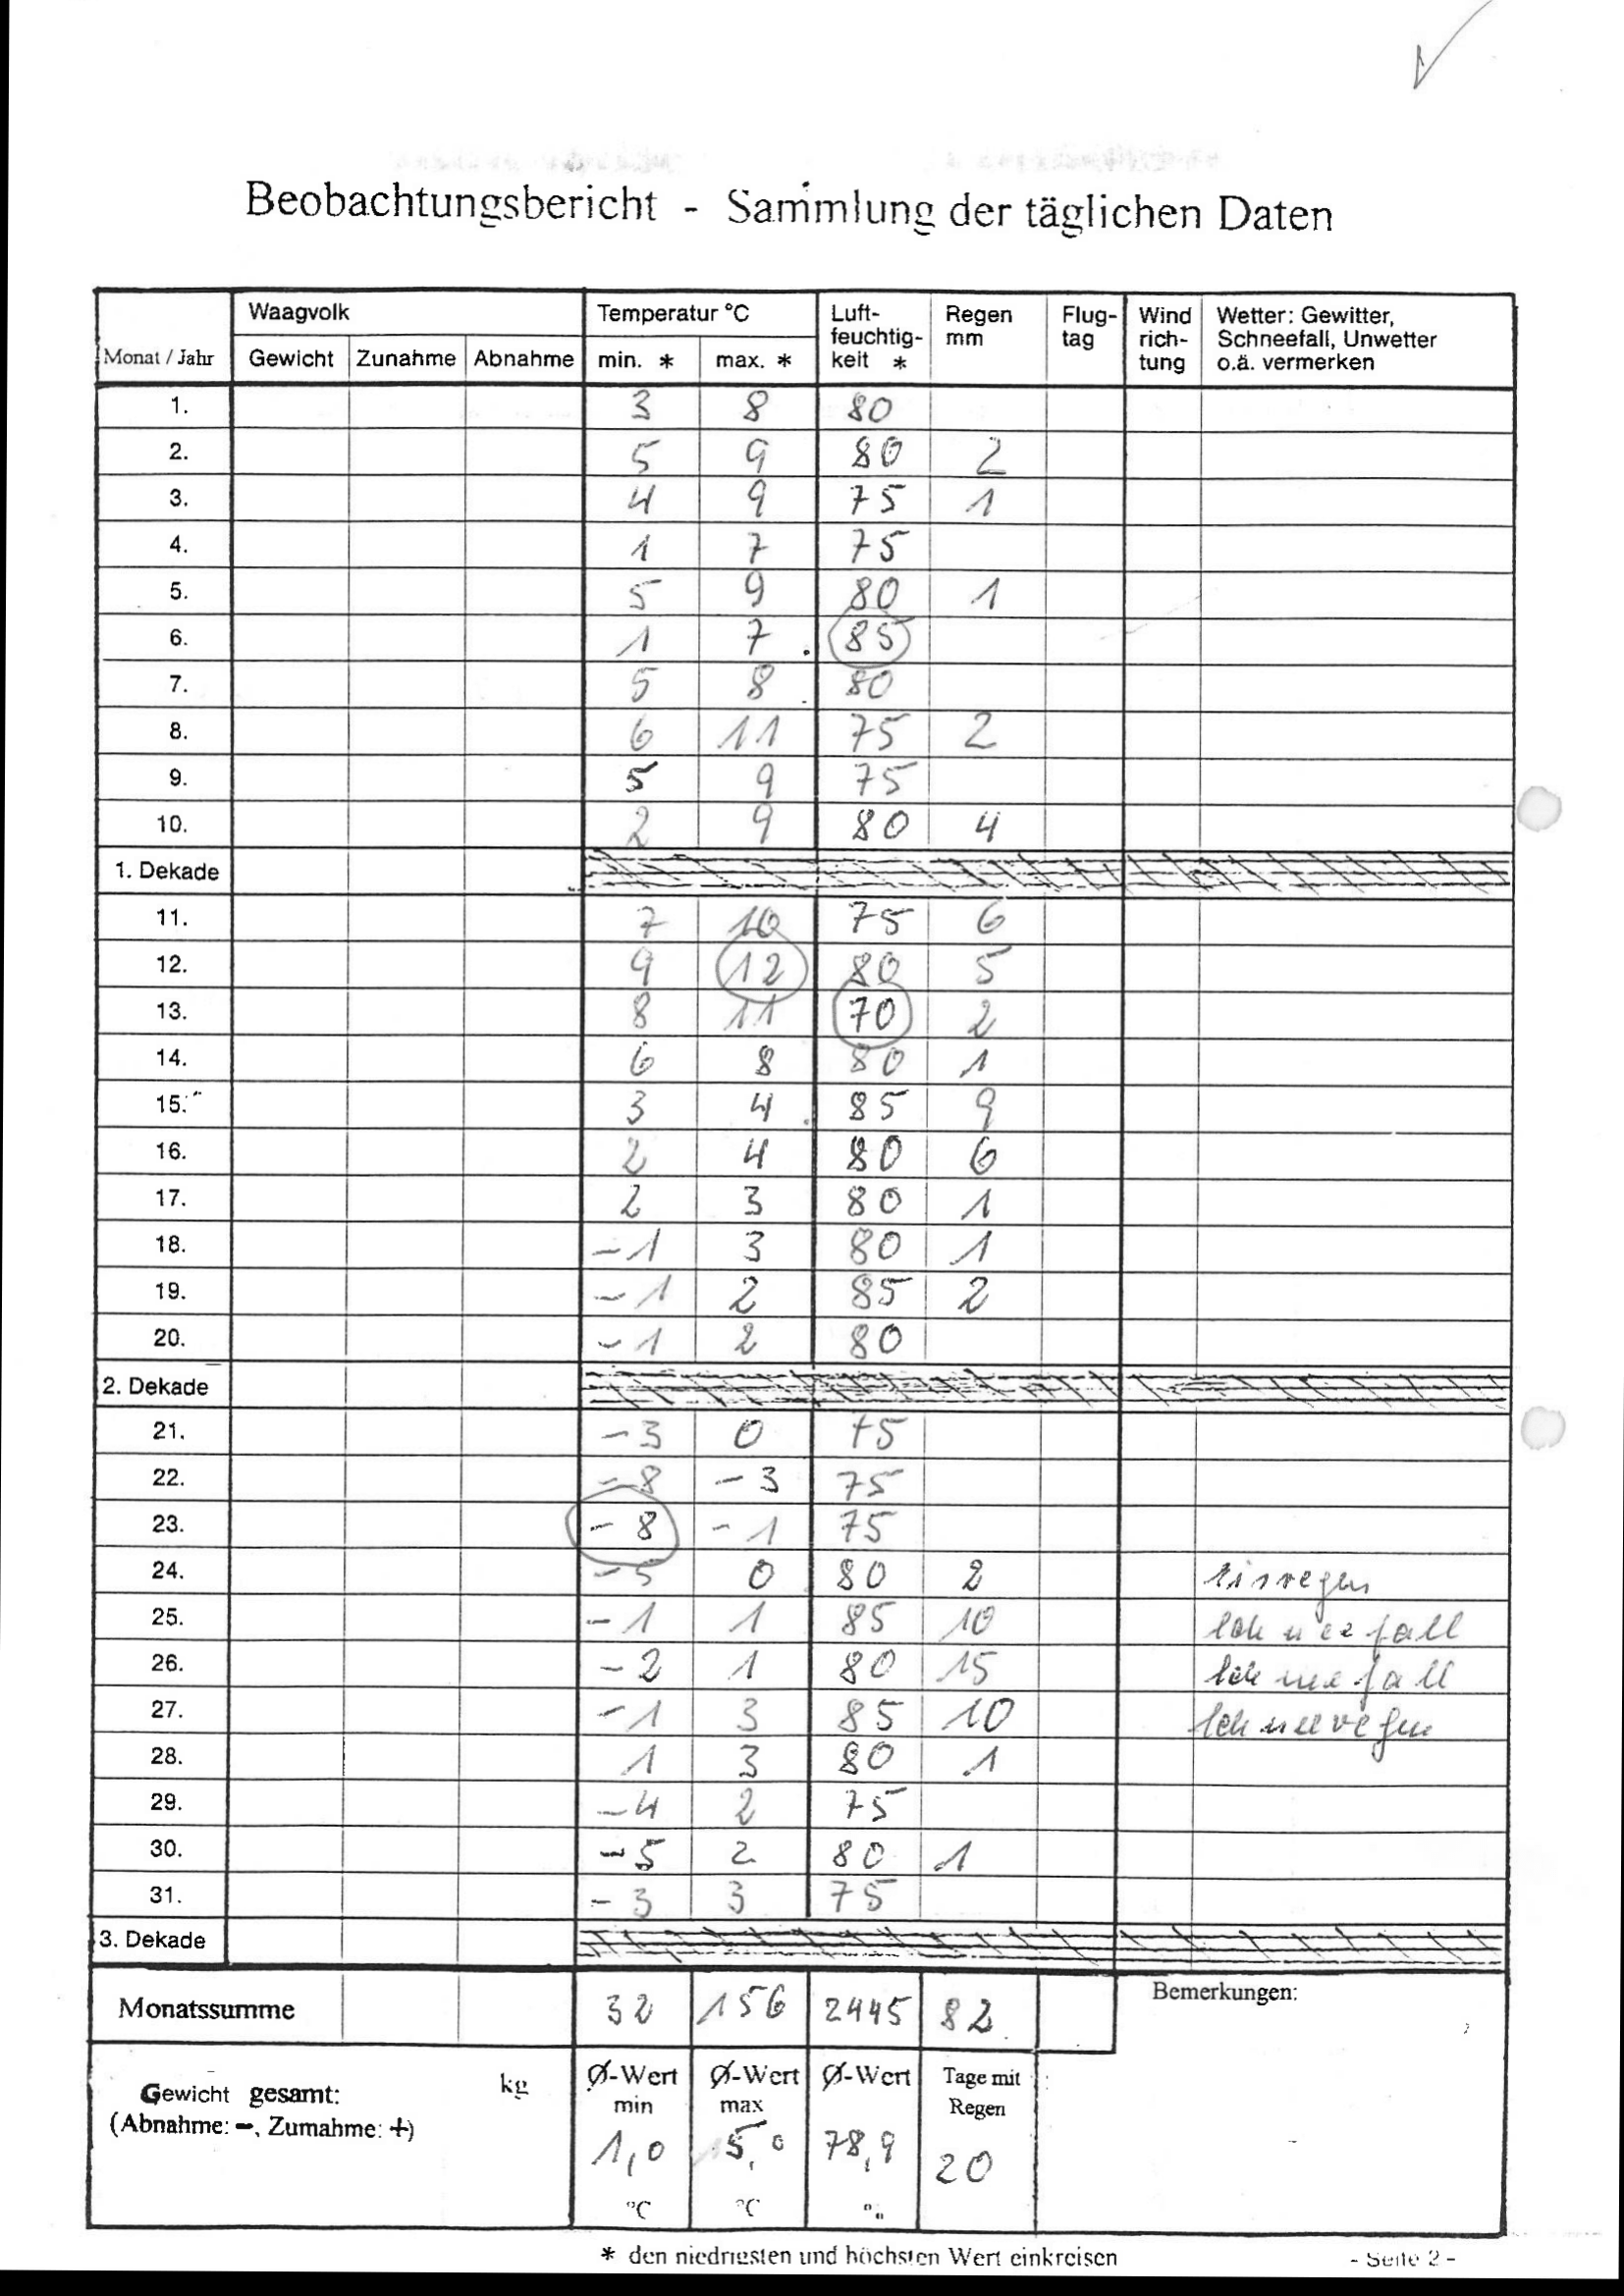 Beobachtungsbericht - Sammlung der täglichen Daten
Monat / Jahr Waagvolk Temperatur °C Luft- Regen Flug- Wind Wetter: Gewitter,
feuchtig- mm tag rich- Schneefall, Unwetter
Gewicht Zunahme Abnahme min. * max. * keit * tung o.ä. vermerken
1. 3 8 80
2. 5 9 80 2
3. 4 9 75 1
4. 1 7 75
5. 5 9 80 1
6. 1 7 85
7. 5 8 80
8. 6 11 75 2
9. 5 9 75
10. 2 9 80 4
1. Dekade
11. 7 10 75 6
12. 9 12 80 5
13. 8 11 70 2
14. 6 8 80 1
15. 3 4 85 9
16. 2 4 80 6
17. 2 3 80 1
18. -1 3 80 1
19. -1 2 85 2
20. -1 2 80
2. Dekade
21. -3 0 75
22. -8 -3 75
23. -8 -1 75
24. -5 0 80 2 Eisregen
25. -1 1 85 10 Schneefall
26. -2 1 80 15 Schneefall
27. -1 3 85 10 Schneeregen
28. 1 3 80 1
29. -4 2 75
30. -5 2 80 1
31. -3 3 75
3. Dekade
Monatssumme 32 156 2445 82 Bemerkungen:
Gewicht gesamt: kg Ø-Wert Ø-Wert Ø-Wert Tage mit
(Abnahme: -, Zumahme: +) min max Regen
1,0 5,0 78,9 20
°C °C %
* den niedrigsten und höchsten Wert einkreisen - Seite 2 -